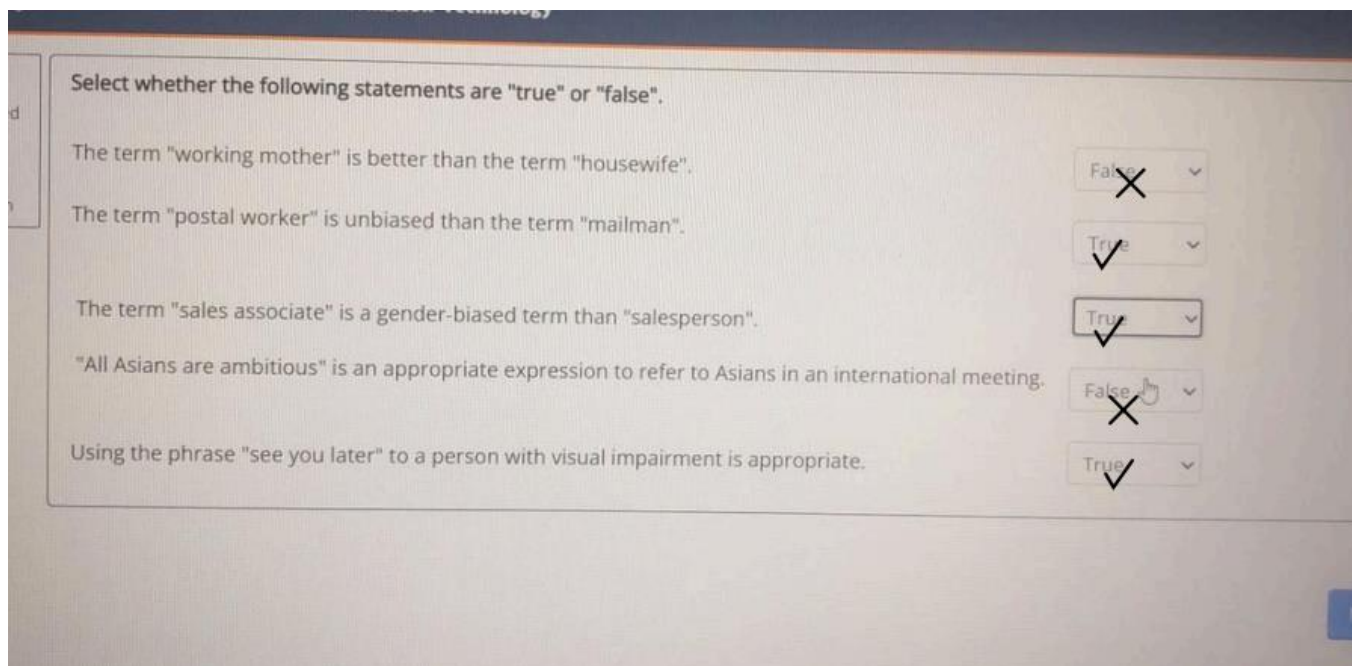 Select whether the following statements are "true" or "false".
The term "working mother" is better than the term "housewife".
False
The term "postal worker" is unbiased than the term "mailman".
True
The term "sales associate" is a gender-biased term than "salesperson".
True
"All Asians are ambitious" is an appropriate expression to refer to Asians in an international meeting.
False
Using the phrase "see you later" to a person with visual impairment is appropriate.
True